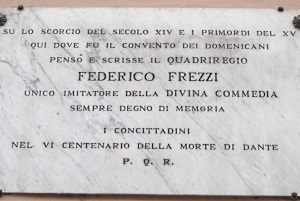 SU LO SCORCIO DEL SECOLO XIV E I PRIMORDI DEL XV
QUI DOVE FU IL CONVENTO DEI DOMENICANI
PENSÒ E SCRISSE IL QUADRIREGIO
FEDERICO FREZZI
UNICO IMITATORE DELLA DIVINA COMMEDIA
SEMPRE DEGNO DI MEMORIA
I CONCITTADINI
NEL VI CENTENARIO DELLA MORTE DI DANTE
P. Q. R.